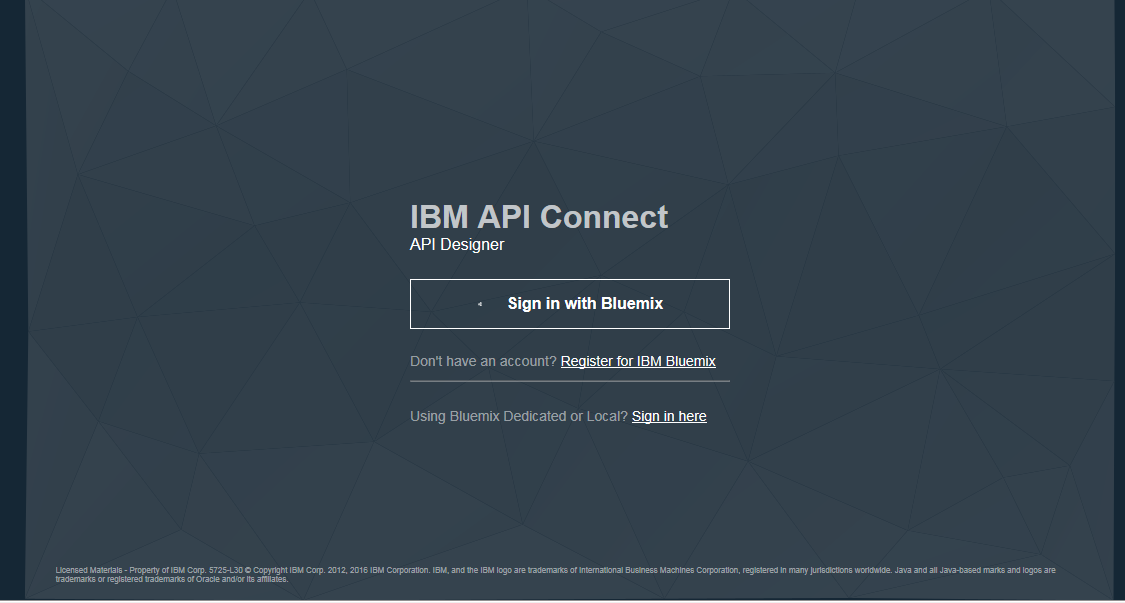 IBM API Connect
API Designer
Sign in with Bluemix
Don't have an account? Register for IBM Bluemix
Using Bluemix Dedicated or Local? Sign in here
Licensed Materials - Property of IBM Corp. 5725-L30 © Copyright IBM Corp. 2012, 2016 IBM Corporation. IBM, and the IBM logo are trademarks of International Business Machines Corporation, registered in many jurisdictions worldwide. Java and all Java-based marks and logos are
trademarks or registered trademarks of Oracle and/or its affiliates.